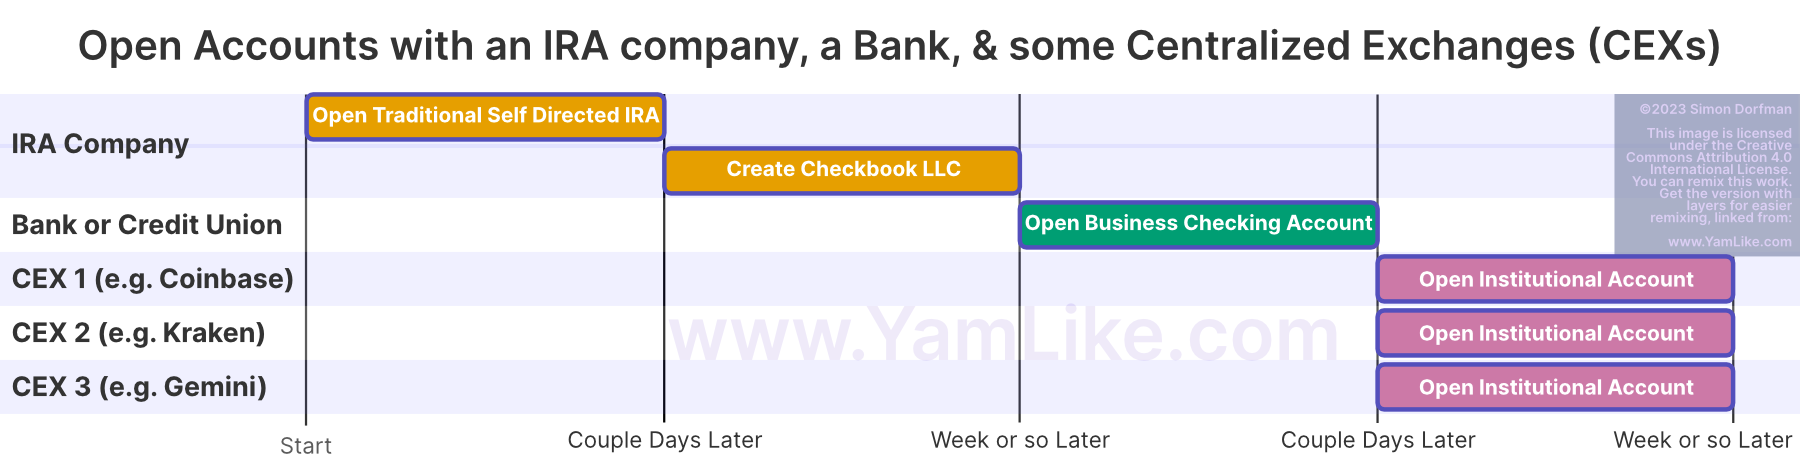 Open Accounts with an IRA company, a Bank, & some Centralized Exchanges (CEXs)
IRA Company
Open Traditional Self Directed IRA
Create Checkbook LLC
Bank or Credit Union
Open Business Checking Account
CEX 1 (e.g. Coinbase)
Open Institutional Account
CEX 2 (e.g. Kraken)
Open Institutional Account
CEX 3 (e.g. Gemini)
Open Institutional Account
Start
Couple Days Later
Week or so Later
Couple Days Later
Week or so Later
©2023 Simon Dorfman
This image is licensed
under the Creative
Commons Attribution 4.0
International License.
You can remix this work.
Get the version with
layers for easier
remixing, linked from:
www.YamLike.com
www.YamLike.com